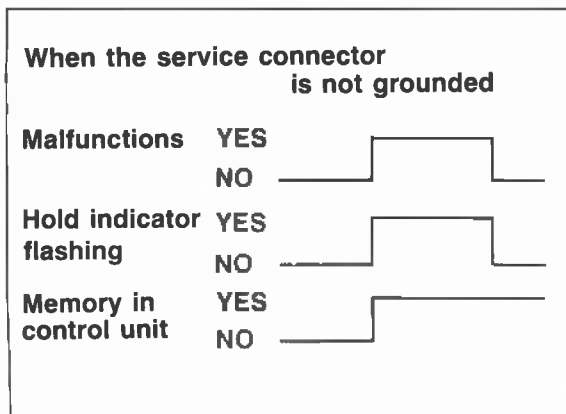 When the service connector
is not grounded
Malfunctions YES
NO
Hold indicator YES
flashing
NO
Memory in YES
control unit
NO